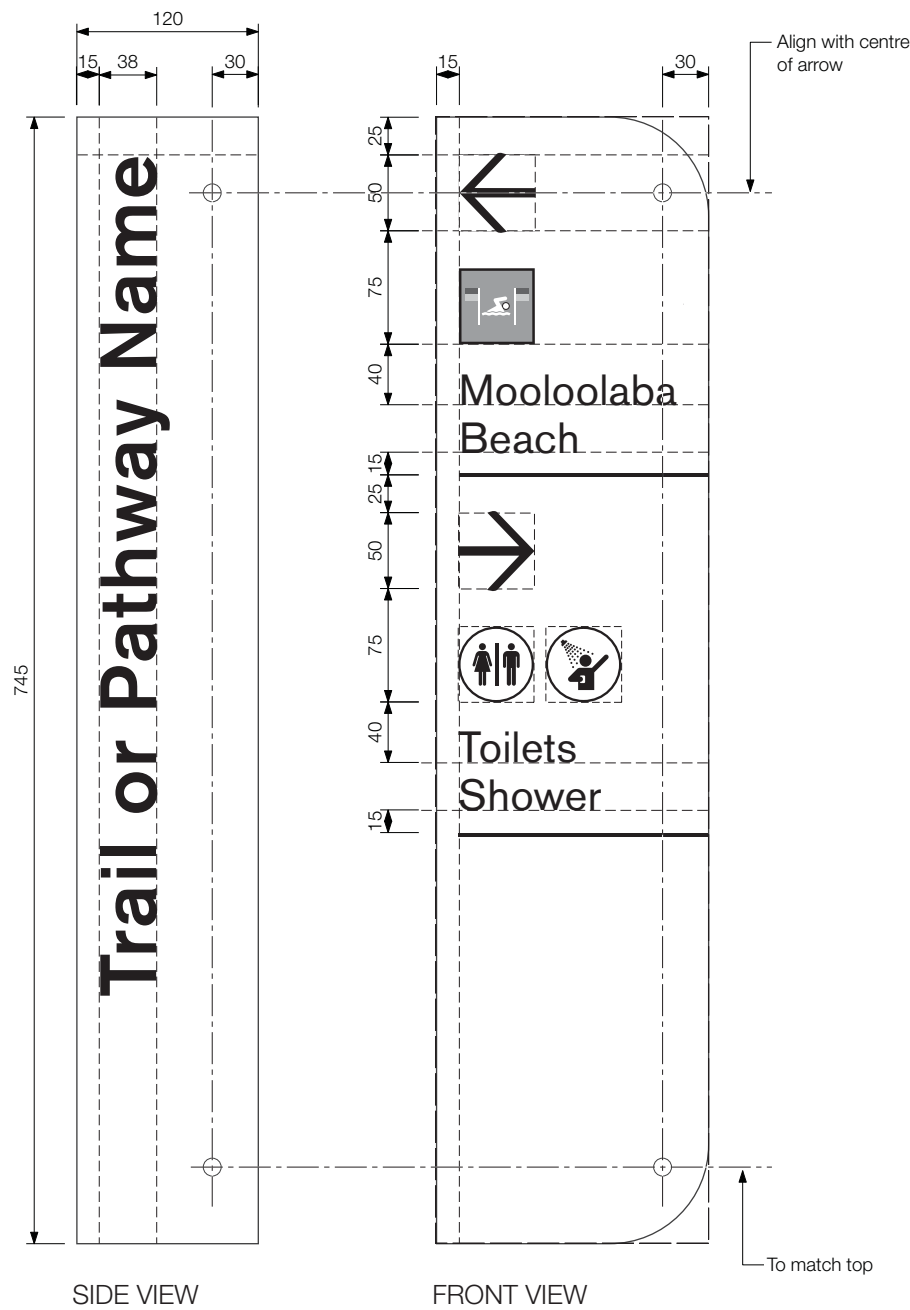 120
15
38
30
15
30
Align with centre
of arrow
745
Trail or Pathway Name
25
50
75
40
Mooloolaba
Beach
15
25
50
75
40
Toilets
Shower
15
To match top
SIDE VIEW
FRONT VIEW